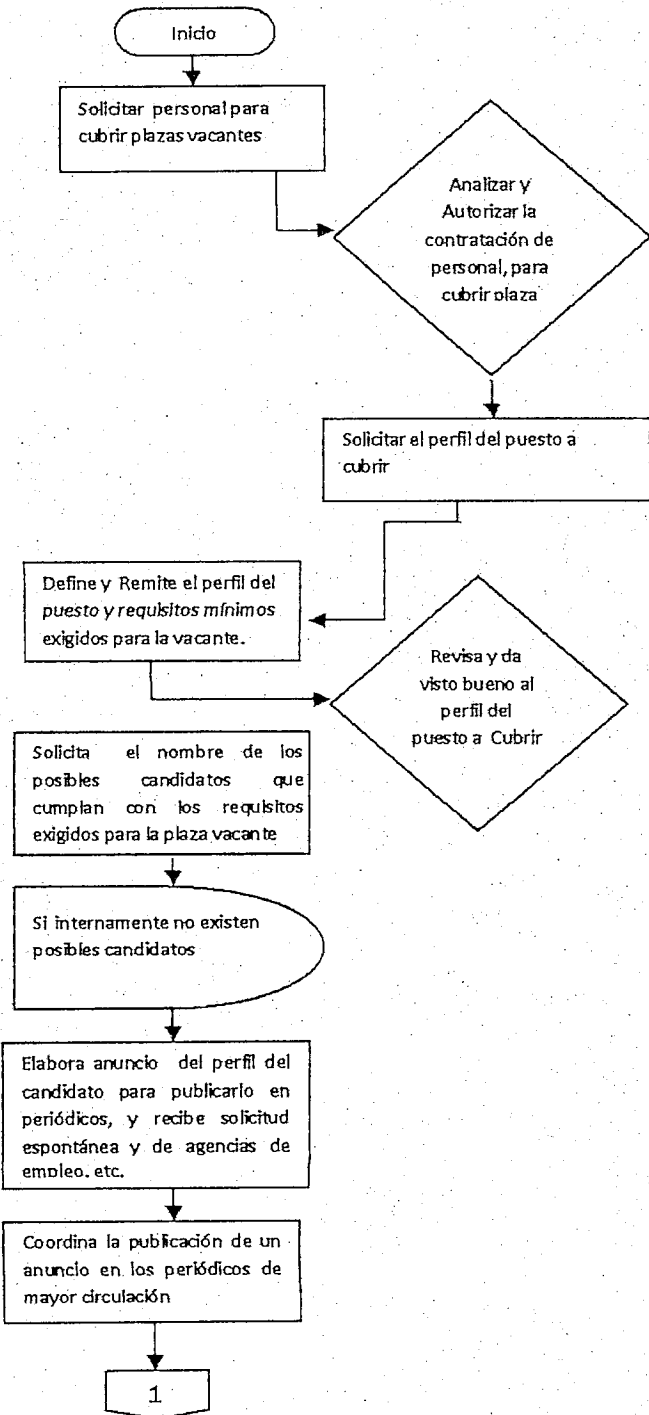 Inicio
Solicitar personal para
cubrir plazas vacantes
Analizar y
Autorizar la
contratación de
personal, para
cubrir plaza
Solicitar el perfil del puesto a
cubrir
Define y Remite el perfil del
puesto y requisitos mínimos
exigidos para la vacante.
Revisa y da
visto bueno al
perfil del
puesto a Cubrir
Solicita el nombre de los
posibles candidatos que
cumplan con los requisitos
exigidos para la plaza vacante
Si internamente no existen
posibles candidatos
Elabora anuncio del perfil del
candidato para publicarlo en
periódicos, y recibe solicitud
espontánea y de agencias de
empleo. etc.
Coordina la publicación de un
anuncio en los periódicos de
mayor circulación
1